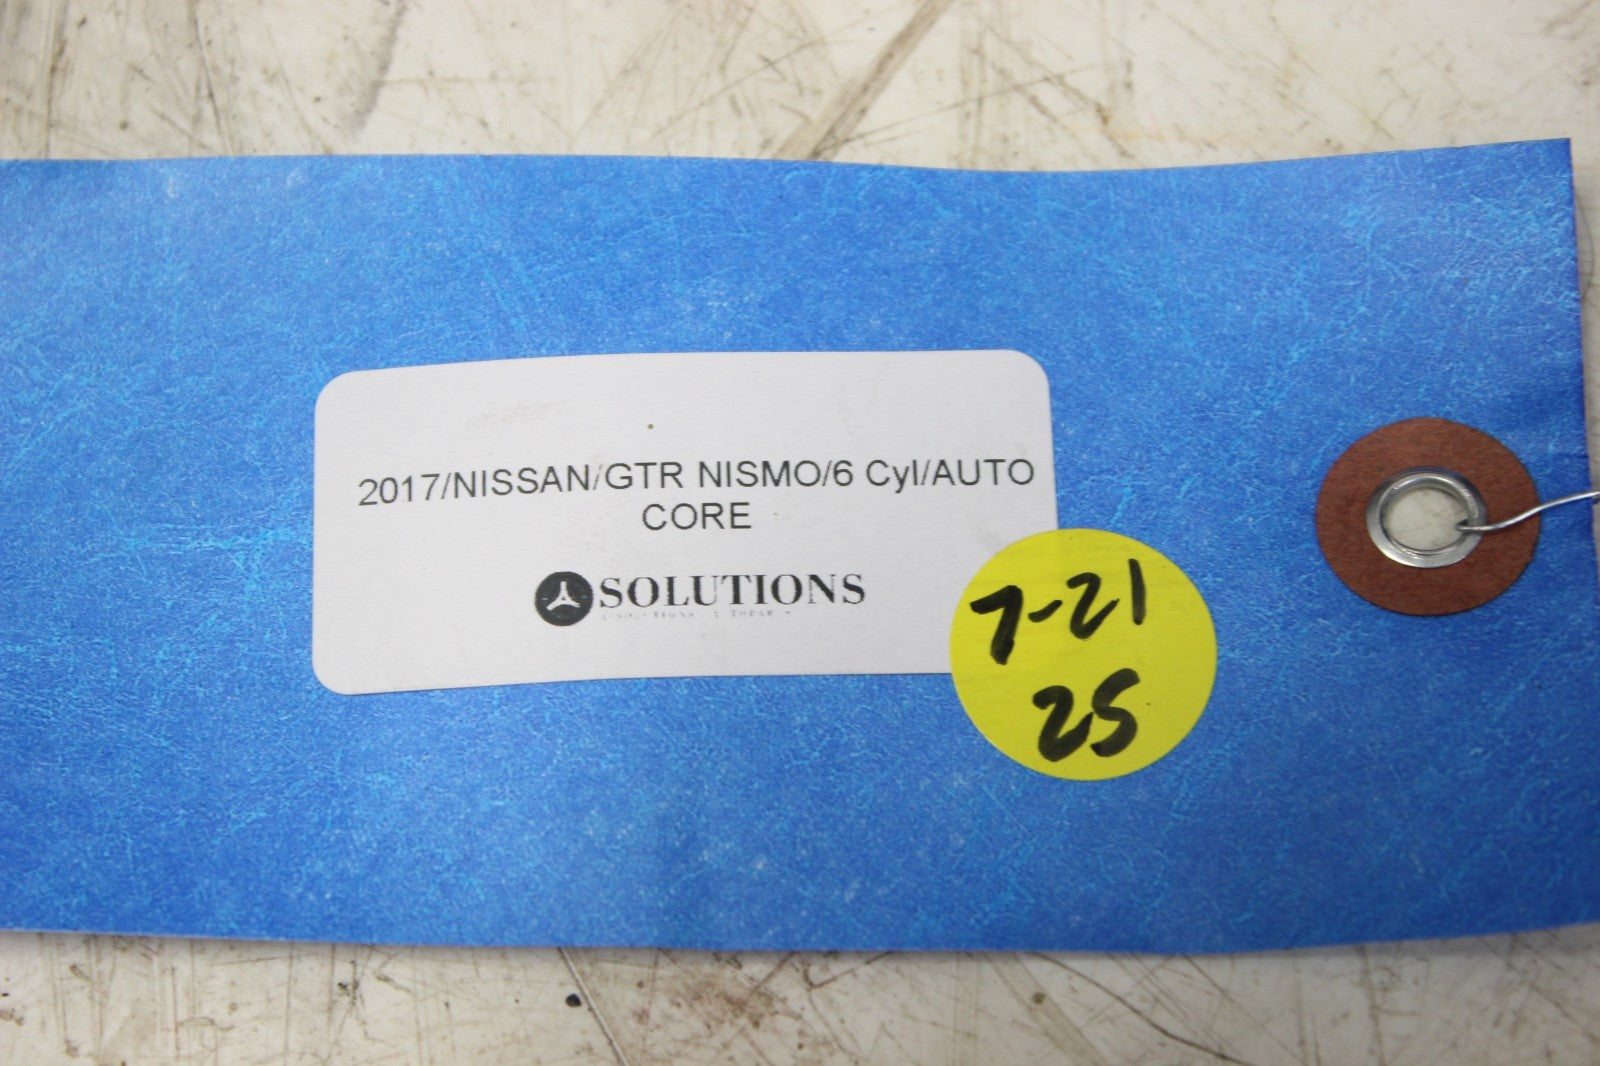 2017/NISSAN/GTR NISMO/6 Cyl/AUTO
CORE
SOLUTIONS
7-21
25